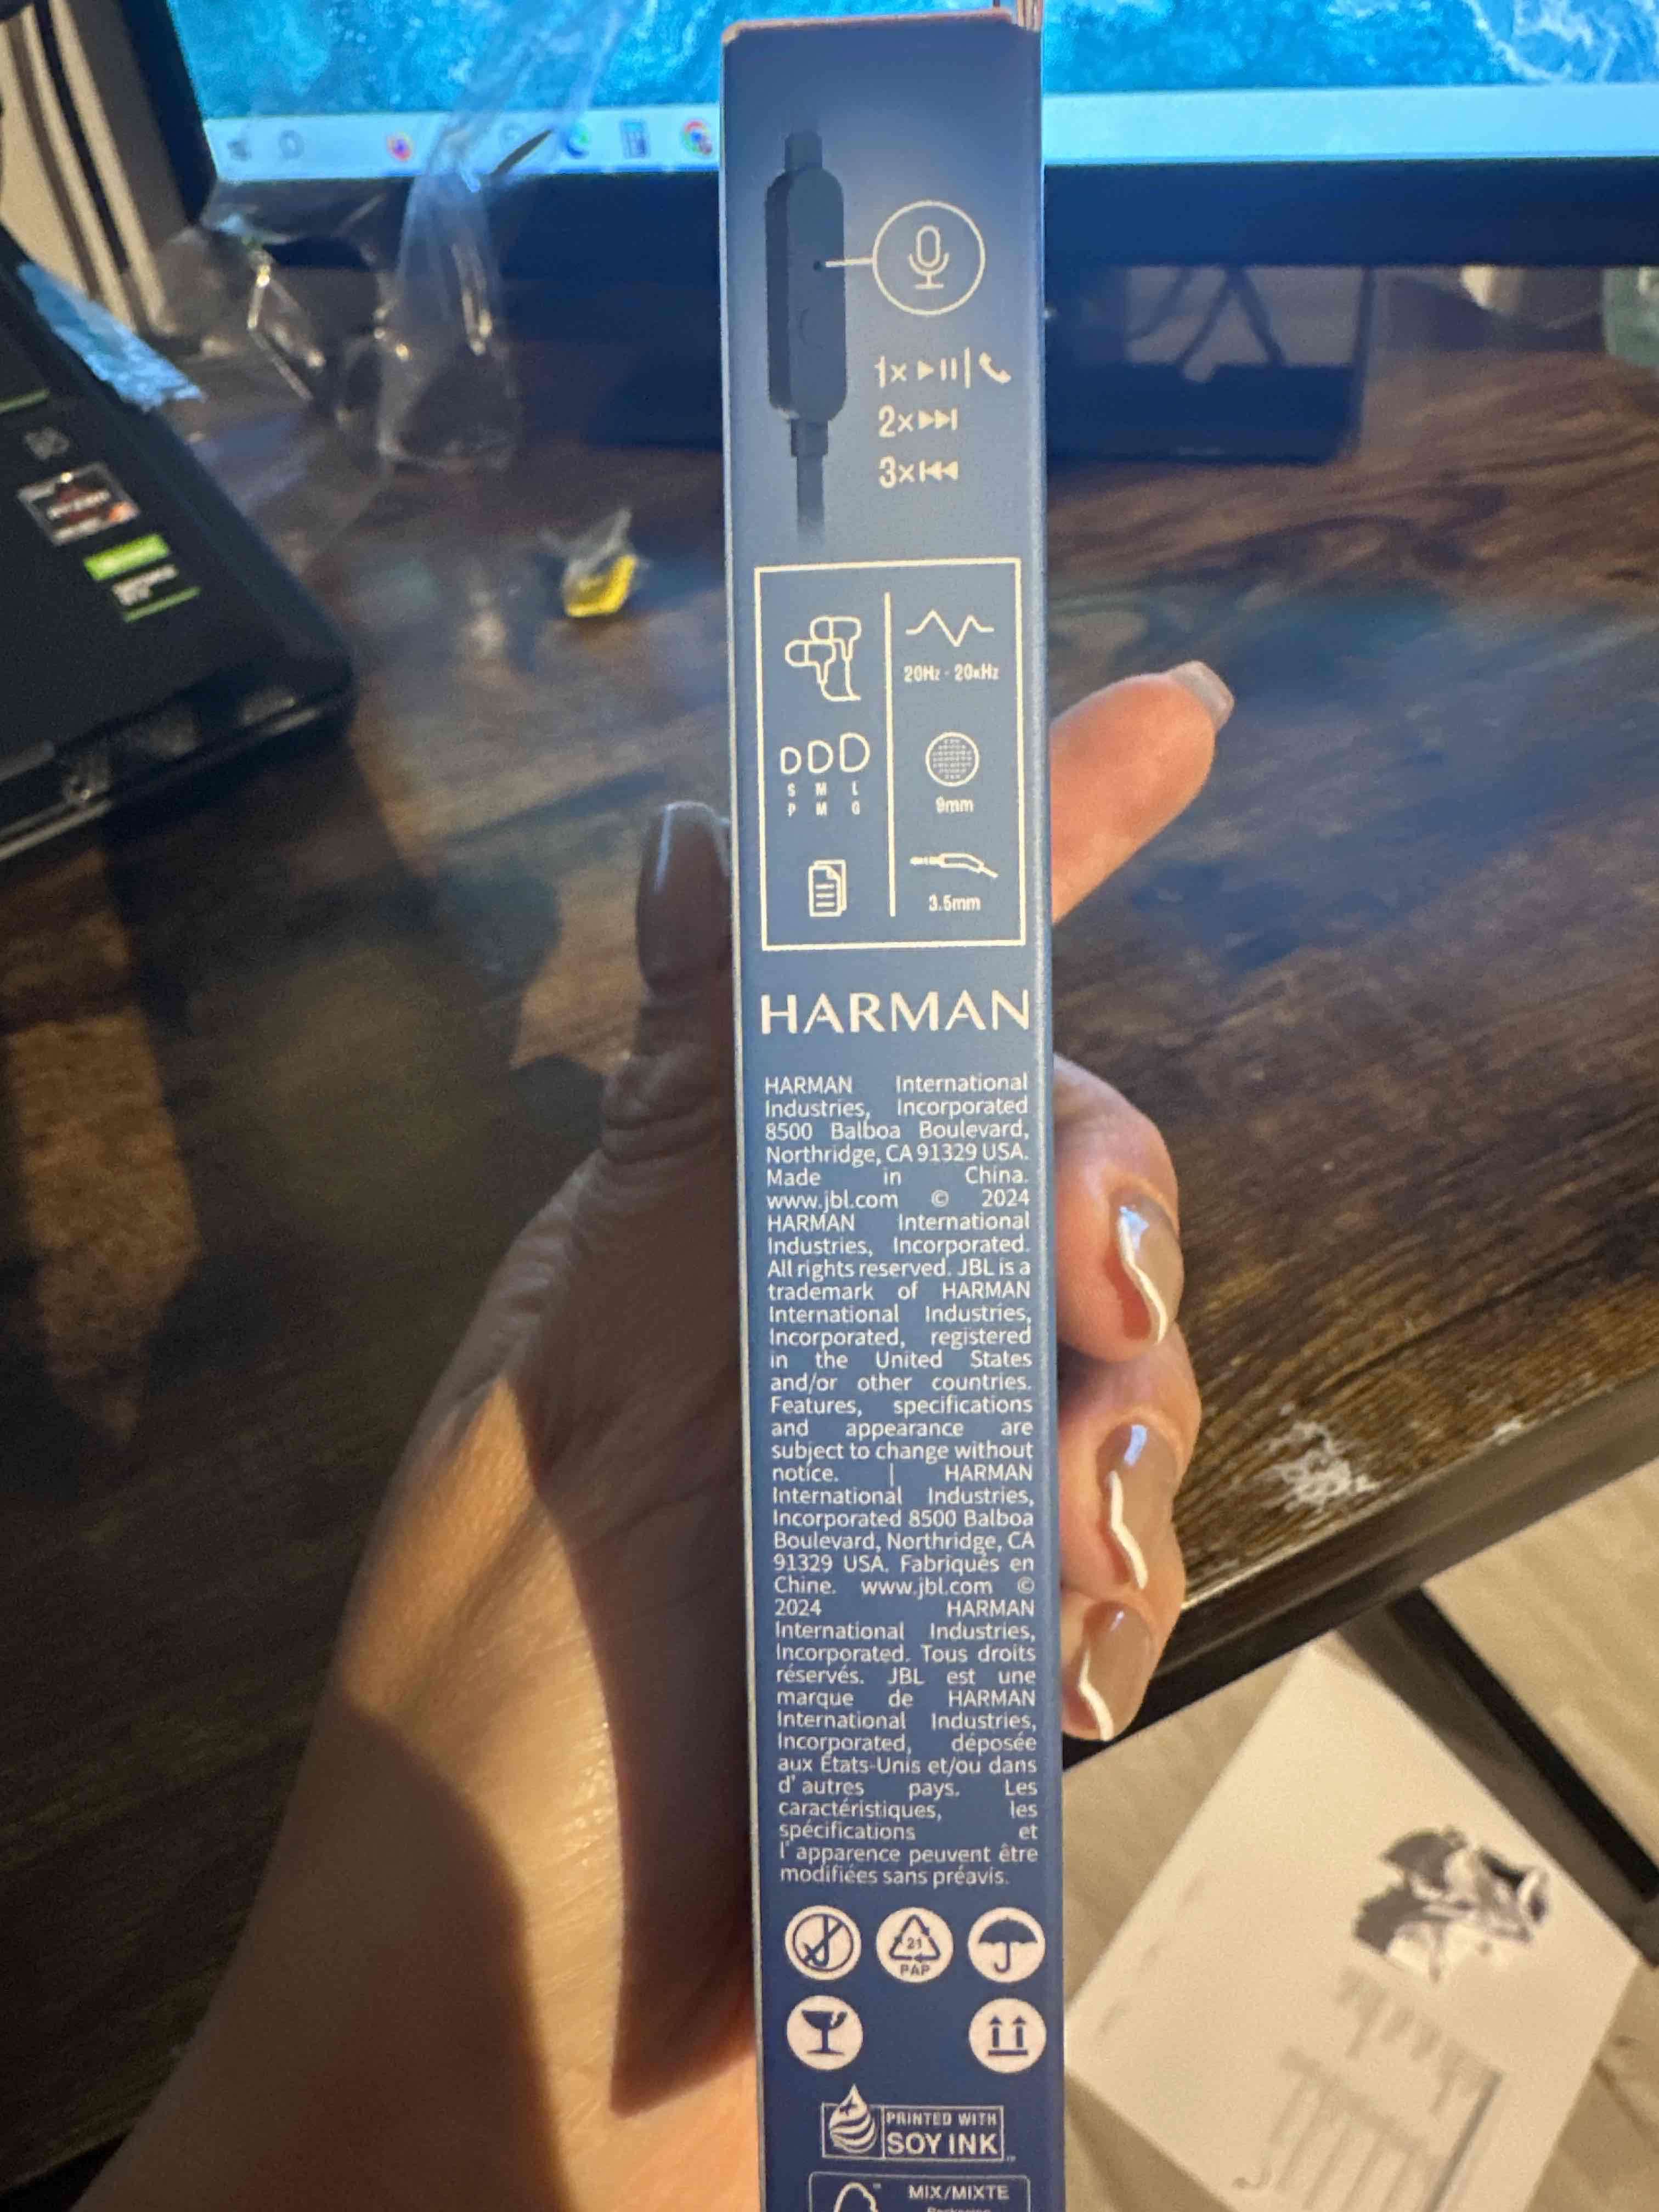 1x
2x
3x
20Hz - 20kHz
S M L
P M G
9mm
3.5mm
HARMAN
HARMAN International
Industries, Incorporated
8500 Balboa Boulevard,
Northridge, CA 91329 USA.
Made in China.
www.jbl.com © 2024
HARMAN International
Industries, Incorporated.
All rights reserved. JBL is a
trademark of HARMAN
International Industries,
Incorporated, registered
in the United States
and/or other countries.
Features, specifications
and appearance are
subject to change without
notice. | HARMAN
International Industries,
Incorporated 8500 Balboa
Boulevard, Northridge, CA
91329 USA. Fabriqués en
Chine. www.jbl.com ©
2024 HARMAN
International Industries,
Incorporated. Tous droits
réservés. JBL est une
marque de HARMAN
International Industries,
Incorporated, déposée
aux États-Unis et/ou dans
d'autres pays. Les
caractéristiques, les
spécifications et
l'apparence peuvent être
modifiées sans préavis.
21
PAP
PRINTED WITH
SOY INK
MIX/MIXTE